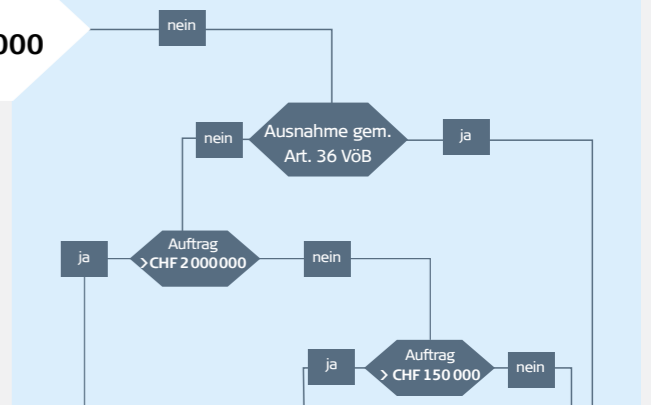 nein
000
Ausnahme gem.
Art. 36 VöB
nein
ja
Auftrag
>CHF 2 000 000
ja
nein
Auftrag
> CHF 150 000
ja
nein